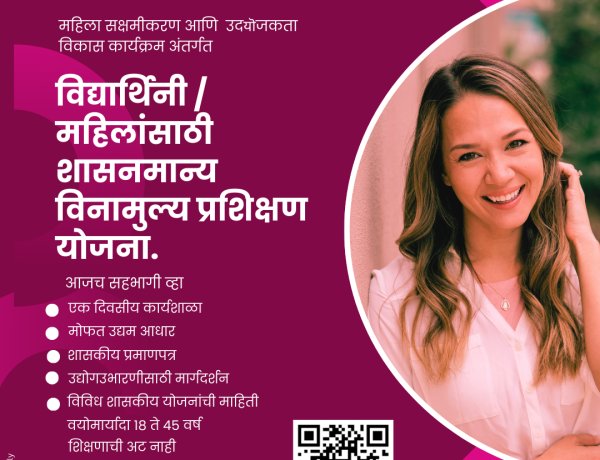 महिला सक्षमीकरण आणि उदयोजकता
विकास कार्यक्रम अंतर्गत
विद्यार्थिनी /
महिलांसाठी
शासनमान्य
विनामुल्य प्रशिक्षण
योजना.
आजच सहभागी व्हा
एक दिवसीय कार्यशाळा
मोफत उद्यम आधार
शासकीय प्रमाणपत्र
उद्योगउभारणीसाठी मार्गदर्शन
विविध शासकीय योजनांची माहिती
वयोमार्यादा 18 ते 45 वर्ष
शिक्षणाची अट नाही